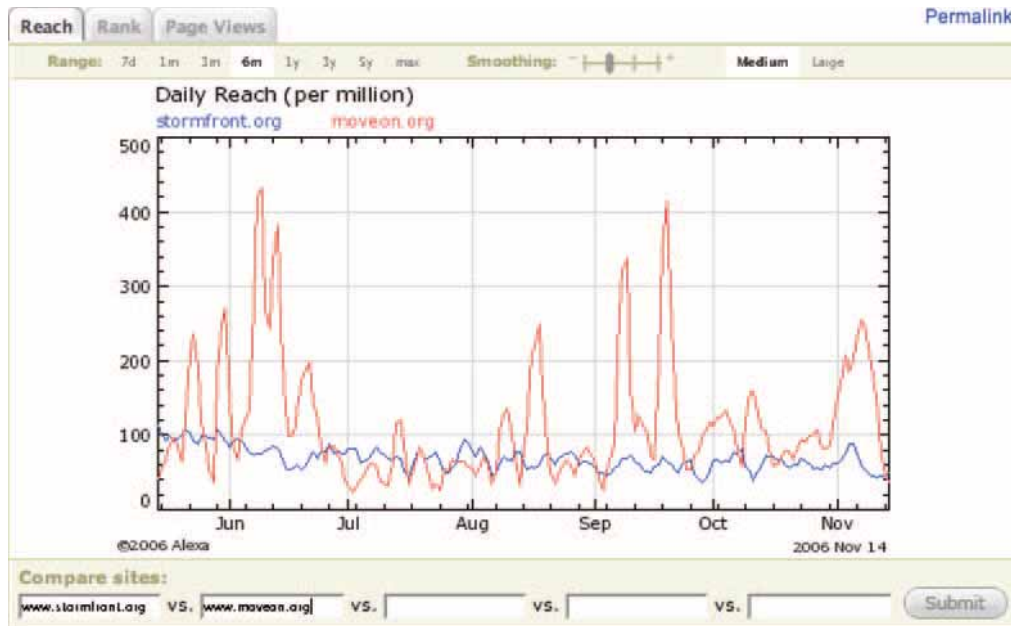 Reach Rank Page Views Permalink
Range: 7d 1m 3m 6m 1y 3y 5y max Smoothing: - + Medium Large
Daily Reach (per million)
stormfront.org moveon.org
500
400
300
200
100
0
Jun Jul Aug Sep Oct Nov
©2006 Alexa 2006 Nov 14
Compare sites:
www.stormfront.org vs. www.moveon.org vs. vs. vs. Submit